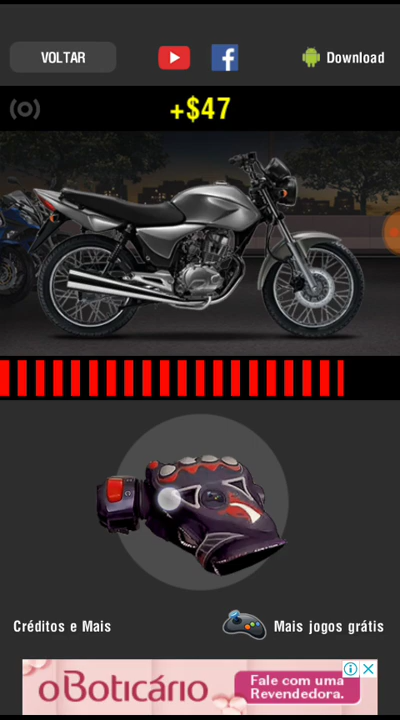 VOLTAR
Download
+$47
Créditos e Mais
Mais jogos grátis
oBoticário
Fale com uma
Revendedora.